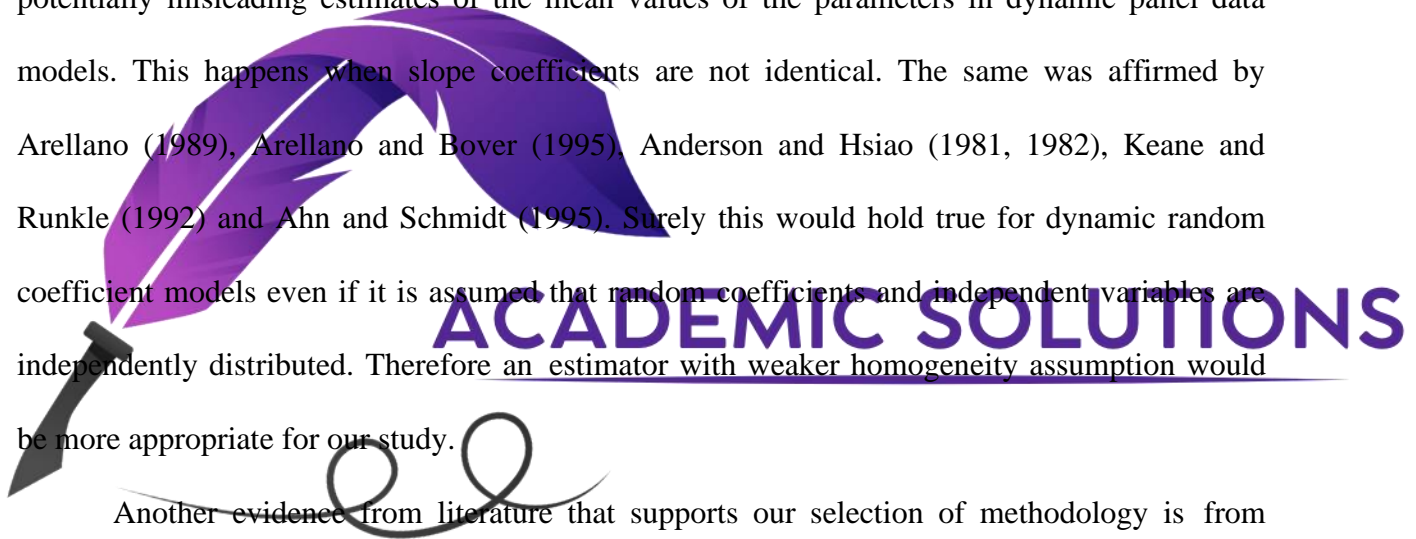 potentially misleading estimates of the mean values of the parameters in dynamic panel data
models. This happens when slope coefficients are not identical. The same was affirmed by
Arellano (1989), Arellano and Bover (1995), Anderson and Hsiao (1981, 1982), Keane and
Runkle (1992) and Ahn and Schmidt (1995). Surely this would hold true for dynamic random
coefficient models even if it is assumed that random coefficients and independent variables are
ACADEMIC SOLUTIONS
independently distributed. Therefore an estimator with weaker homogeneity assumption would
be more appropriate for our study.
Another evidence from literature that supports our selection of methodology is from